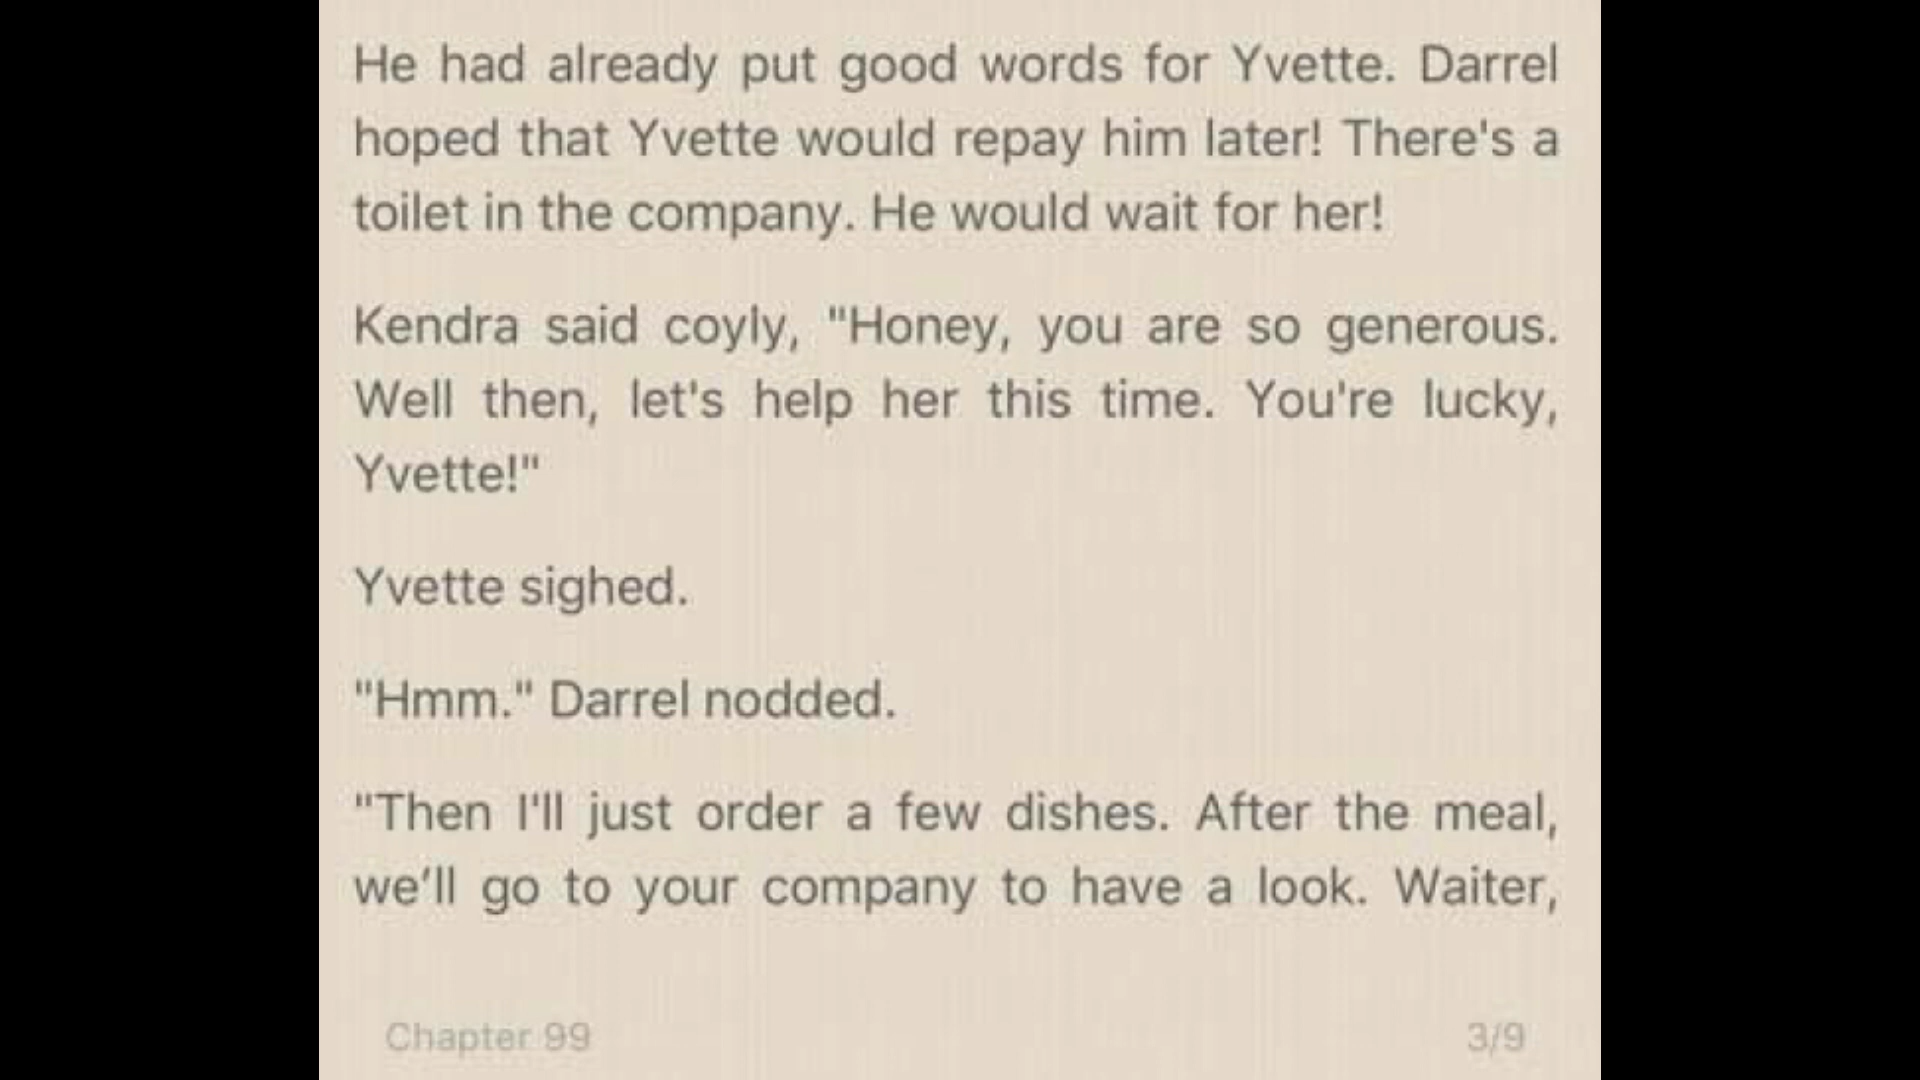 He had already put good words for Yvette. Darrel
hoped that Yvette would repay him later! There's a
toilet in the company. He would wait for her!
Kendra said coyly, "Honey, you are so generous.
Well then, let's help her this time. You're lucky,
Yvette!"
Yvette sighed.
"Hmm." Darrel nodded.
"Then I'll just order a few dishes. After the meal,
we’ll go to your company to have a look. Waiter,
Chapter 99
3/9